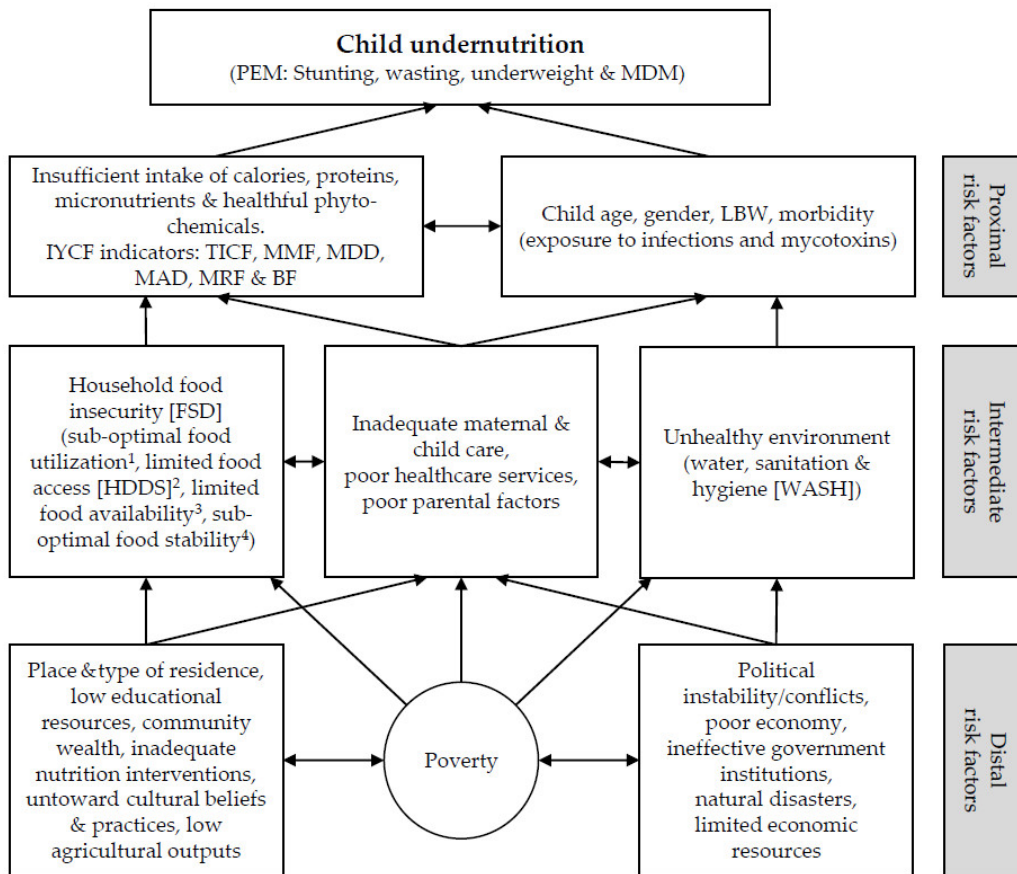 Child undernutrition
(PEM: Stunting, wasting, underweight & MDM)
Insufficient intake of calories, proteins,
micronutrients & healthful phyto-
chemicals.
IYCF indicators: TICF, MMF, MDD,
MAD, MRF & BF
Child age, gender, LBW, morbidity
(exposure to infections and mycotoxins)
Proximal
risk factors
Household food
insecurity [FSD]
(sub-optimal food
utilization¹, limited food
access [HDDS]², limited
food availability³, sub-
optimal food stability⁴)
Inadequate maternal &
child care,
poor healthcare services,
poor parental factors
Unhealthy environment
(water, sanitation &
hygiene [WASH])
Intermediate
risk factors
Place & type of residence,
low educational
resources, community
wealth, inadequate
nutrition interventions,
untoward cultural beliefs
& practices, low
agricultural outputs
Poverty
Political
instability/conflicts,
poor economy,
ineffective government
institutions,
natural disasters,
limited economic
resources
Distal
risk factors